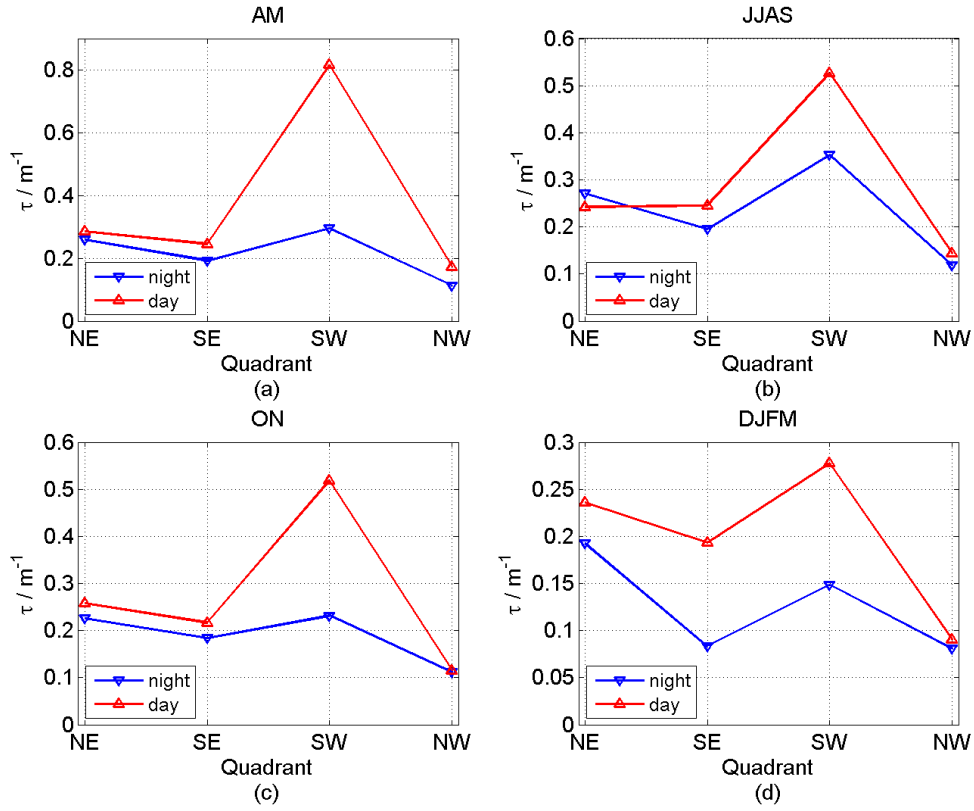 AM
τ / m-1
0.8
0.6
0.4
0.2
0
night
day
NE SE SW NW
Quadrant
(a)
JJAS
τ / m-1
0.6
0.5
0.4
0.3
0.2
0.1
0
night
day
NE SE SW NW
Quadrant
(b)
ON
τ / m-1
0.6
0.5
0.4
0.3
0.2
0.1
0
night
day
NE SE SW NW
Quadrant
(c)
DJFM
τ / m-1
0.3
0.25
0.2
0.15
0.1
0.05
0
night
day
NE SE SW NW
Quadrant
(d)